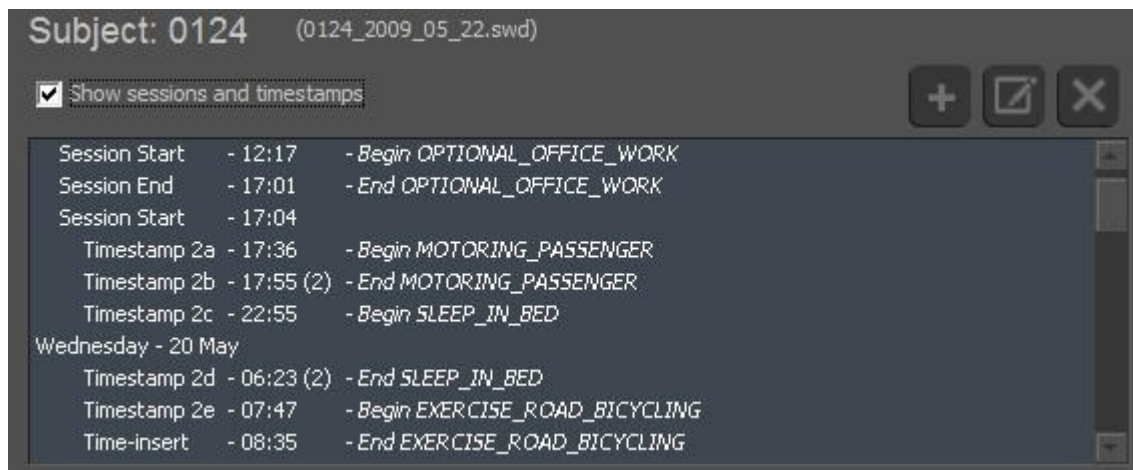 Subject: 0124 (0124_2009_05_22.swd)
Show sessions and timestamps
Session Start - 12:17 - Begin OPTIONAL_OFFICE_WORK
Session End - 17:01 - End OPTIONAL_OFFICE_WORK
Session Start - 17:04
Timestamp 2a - 17:36 - Begin MOTORING_PASSENGER
Timestamp 2b - 17:55 (2) - End MOTORING_PASSENGER
Timestamp 2c - 22:55 - Begin SLEEP_IN_BED
Wednesday - 20 May
Timestamp 2d - 06:23 (2) - End SLEEP_IN_BED
Timestamp 2e - 07:47 - Begin EXERCISE_ROAD_BICYCLING
Time-insert - 08:35 - End EXERCISE_ROAD_BICYCLING